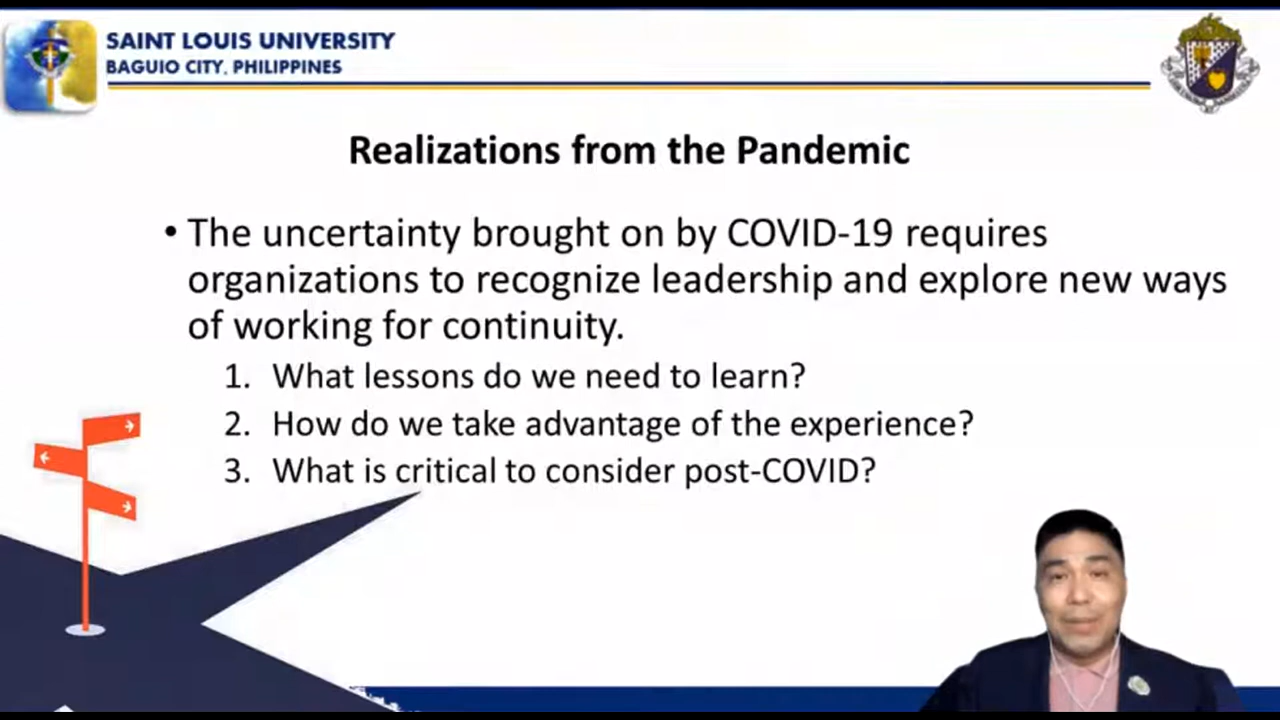 SAINT LOUIS UNIVERSITY
BAGUIO CITY, PHILIPPINES
Realizations from the Pandemic
• The uncertainty brought on by COVID-19 requires
organizations to recognize leadership and explore new ways
of working for continuity.
1. What lessons do we need to learn?
2. How do we take advantage of the experience?
3. What is critical to consider post-COVID?